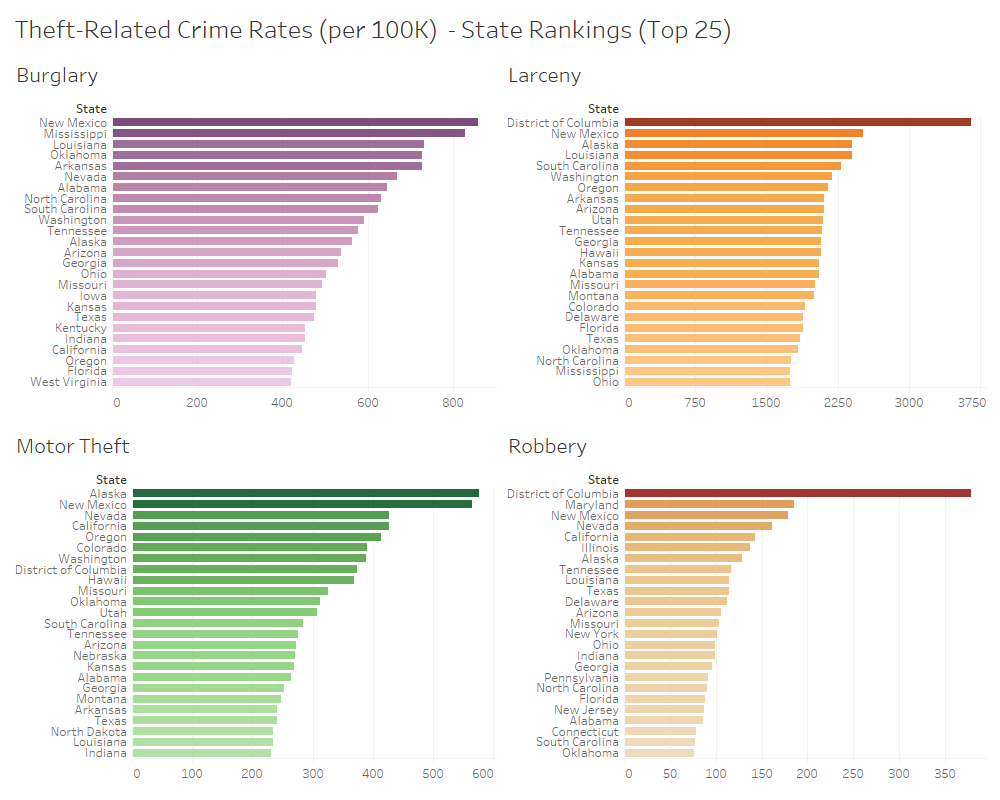 Theft-Related Crime Rates (per 100K) - State Rankings (Top 25)
Burglary
State
New Mexico
Mississippi
Louisiana
Oklahoma
Arkansas
Nevada
Alabama
North Carolina
South Carolina
Washington
Tennessee
Alaska
Arizona
Georgia
Ohio
Missouri
Iowa
Kansas
Texas
Kentucky
Indiana
California
Oregon
Florida
West Virginia
0 200 400 600 800
Larceny
State
District of Columbia
New Mexico
Alaska
Louisiana
South Carolina
Washington
Oregon
Arkansas
Arizona
Utah
Tennessee
Georgia
Hawaii
Kansas
Alabama
Missouri
Montana
Colorado
Delaware
Florida
Texas
Oklahoma
North Carolina
Mississippi
Ohio
0 750 1500 2250 3000 3750
Motor Theft
State
Alaska
New Mexico
Nevada
California
Oregon
Colorado
Washington
District of Columbia
Hawaii
Missouri
Oklahoma
Utah
South Carolina
Tennessee
Arizona
Nebraska
Kansas
Alabama
Georgia
Montana
Arkansas
Texas
North Dakota
Louisiana
Indiana
0 100 200 300 400 500 600
Robbery
State
District of Columbia
Maryland
New Mexico
Nevada
California
Illinois
Alaska
Tennessee
Louisiana
Texas
Delaware
Arizona
Missouri
New York
Ohio
Indiana
Georgia
Pennsylvania
North Carolina
Florida
New Jersey
Alabama
Connecticut
South Carolina
Oklahoma
0 50 100 150 200 250 300 350